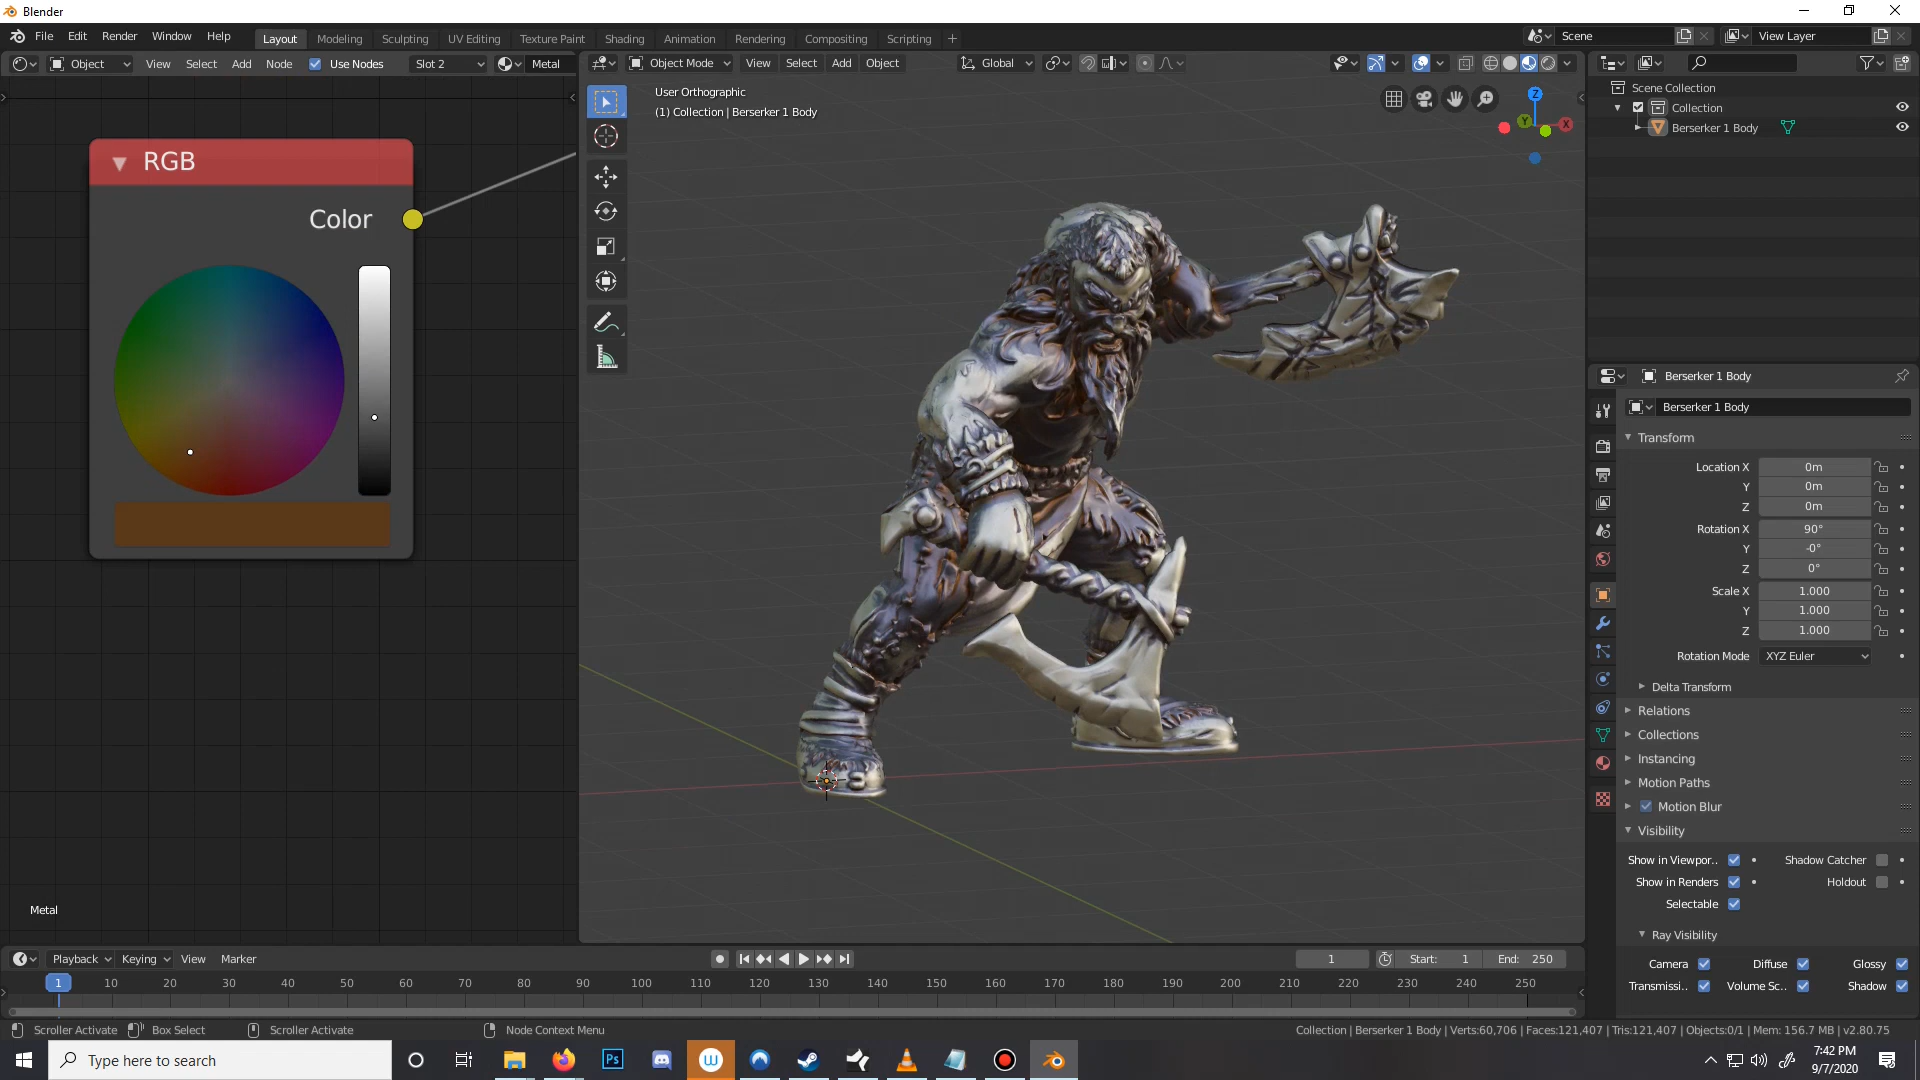 Blender
File Edit Render Window Help
Layout Modeling Sculpting UV Editing Texture Paint Shading Animation Rendering Compositing Scripting +
Scene
View Layer
Object View Select Add Node Use Nodes Slot 2 Metal
Object Mode View Select Add Object Global
User Orthographic
(1) Collection | Berserker 1 Body
Z
Y
X
RGB
Color
Metal
Scene Collection
Collection
Berserker 1 Body
Berserker 1 Body
Berserker 1 Body
Transform
Location X 0m
Y 0m
Z 0m
Rotation X 90°
Y -0°
Z 0°
Scale X 1.000
Y 1.000
Z 1.000
Rotation Mode XYZ Euler
Delta Transform
Relations
Collections
Instancing
Motion Paths
Motion Blur
Visibility
Show in Viewpor.. Shadow Catcher
Show in Renders Holdout
Selectable
Ray Visibility
Camera Diffuse Glossy
Transmissi.. Volume Sc.. Shadow
Playback Keying View Marker
1 Start: 1 End: 250
1 10 20 30 40 50 60 70 80 90 100 110 120 130 140 150 160 170 180 190 200 210 220 230 240 250
Scroller Activate Box Select Scroller Activate Node Context Menu
Collection | Berserker 1 Body | Verts:60,706 | Faces:121,407 | Tris:121,407 | Objects:0/1 | Mem: 156.7 MB | v2.80.75
Type here to search
Ps
W
7:42 PM
9/7/2020